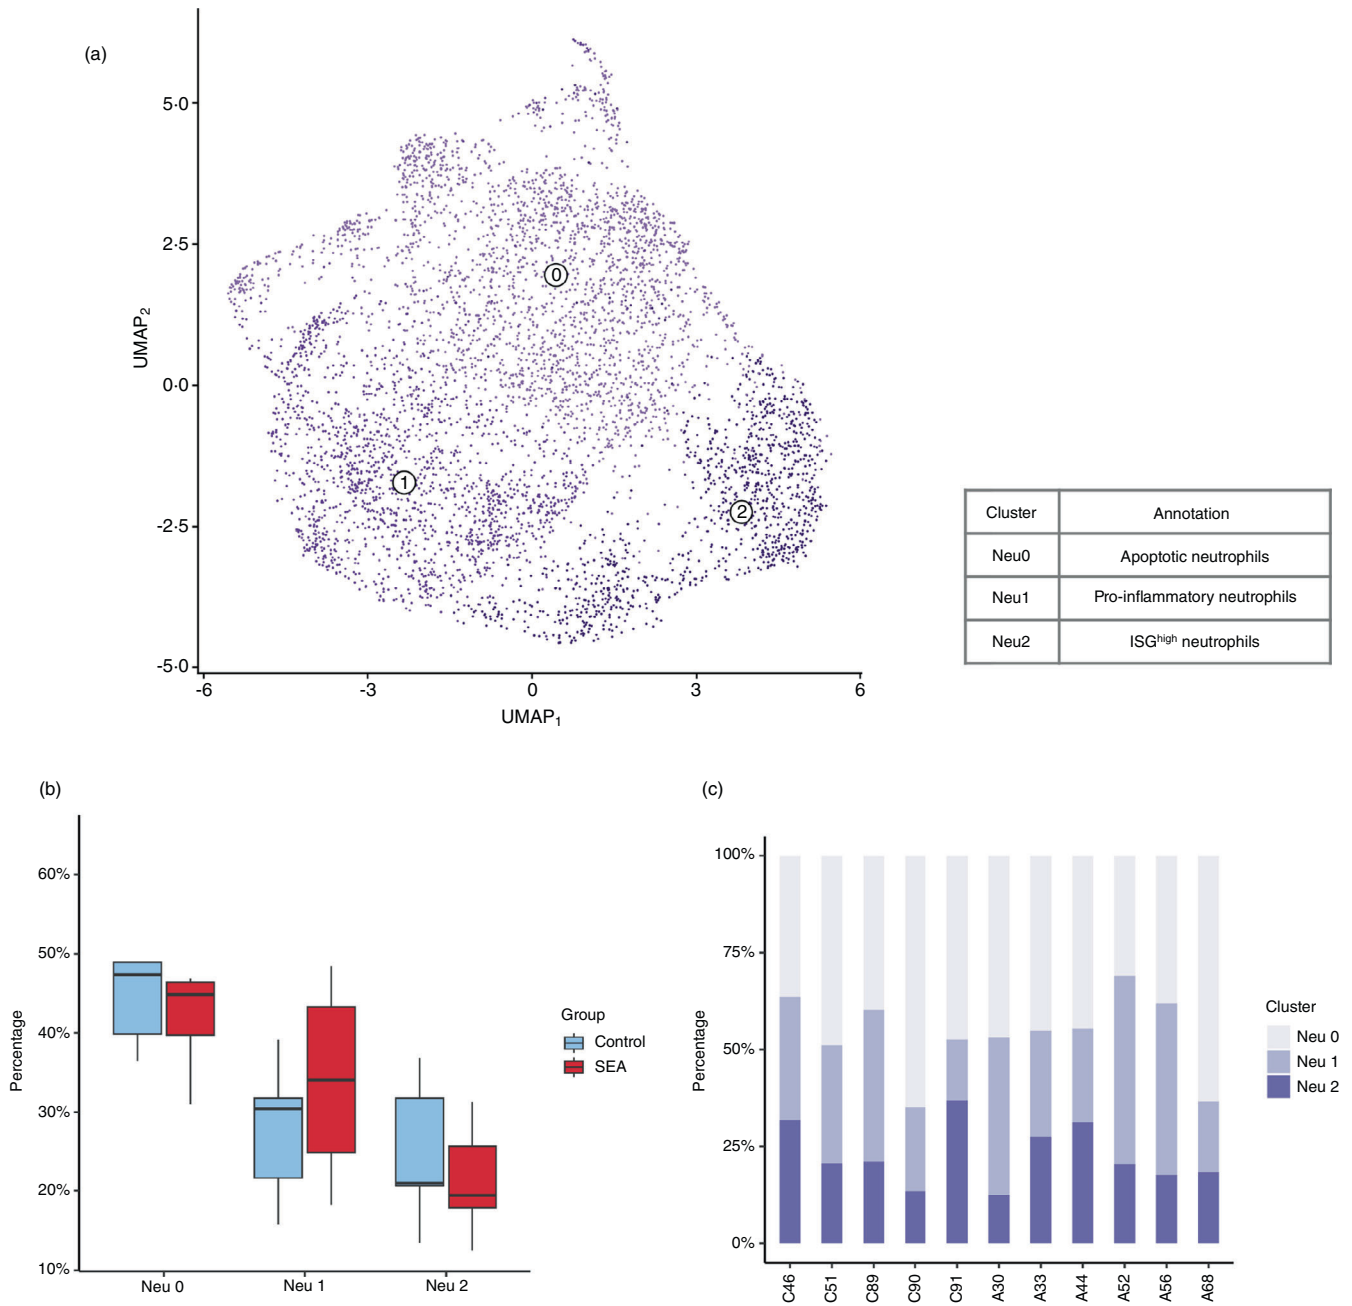 (a)
5·0
2·5
0·0
-2·5
-5·0
UMAP2
-6
-3
0
3
6
UMAP1
0
1
2
Cluster Annotation
Neu0 Apoptotic neutrophils
Neu1 Pro-inflammatory neutrophils
Neu2 ISGhigh neutrophils
(b)
60%
50%
40%
30%
20%
10%
Percentage
Neu 0
Neu 1
Neu 2
Group
Control
SEA
(c)
100%
75%
50%
25%
0%
Percentage
C46
C51
C89
C90
C91
A30
A33
A44
A52
A56
A68
Cluster
Neu 0
Neu 1
Neu 2